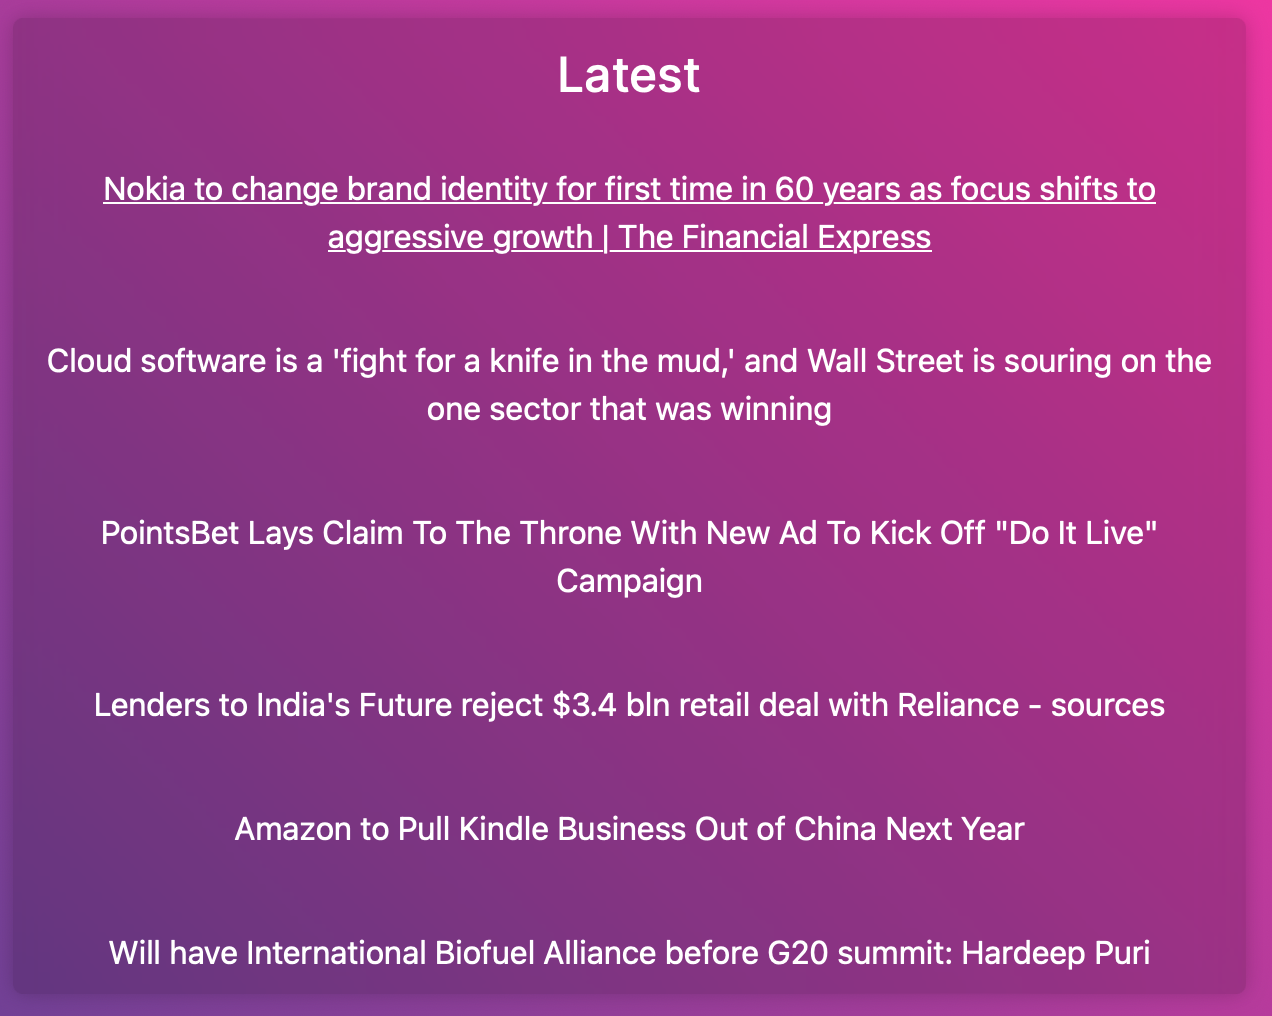 Latest
Nokia to change brand identity for first time in 60 years as focus shifts to
aggressive growth | The Financial Express
Cloud software is a 'fight for a knife in the mud,' and Wall Street is souring on the
one sector that was winning
PointsBet Lays Claim To The Throne With New Ad To Kick Off "Do It Live"
Campaign
Lenders to India's Future reject $3.4 bln retail deal with Reliance - sources
Amazon to Pull Kindle Business Out of China Next Year
Will have International Biofuel Alliance before G20 summit: Hardeep Puri